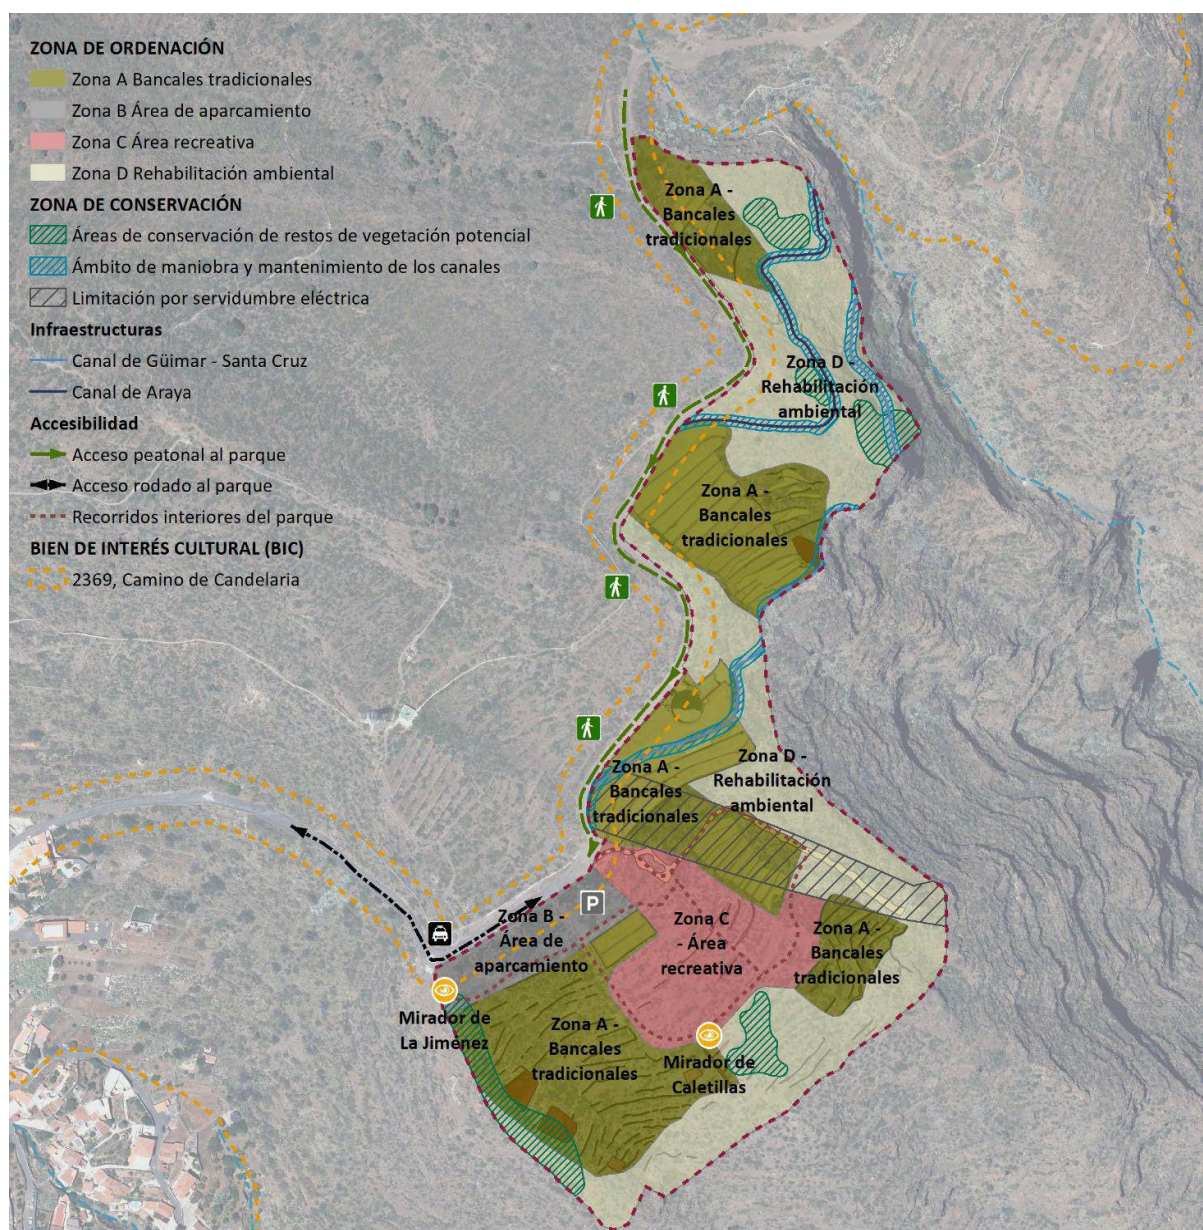 ZONA DE ORDENACIÓN
Zona A Bancales tradicionales
Zona B Área de aparcamiento
Zona C Área recreativa
Zona D Rehabilitación ambiental
ZONA DE CONSERVACIÓN
Áreas de conservación de restos de vegetación potencial
Ámbito de maniobra y mantenimiento de los canales
Limitación por servidumbre eléctrica
Infraestructuras
Canal de Güimar - Santa Cruz
Canal de Araya
Accesibilidad
Acceso peatonal al parque
Acceso rodado al parque
Recorridos interiores del parque
BIEN DE INTERÉS CULTURAL (BIC)
2369, Camino de Candelaria
Zona A -
Bancales
tradicionales
Zona D -
Rehabilitación
ambiental
Zona A -
Bancales
tradicionales
Zona D -
Rehabilitación
ambiental
Zona A -
Bancales
tradicionales
P
Zona B -
Área de
aparcamiento
Zona C
- Área
recreativa
Zona A -
Bancales
tradicionales
Mirador de
La Jiménez
Zona A -
Bancales
tradicionales
Mirador de
Caletillas